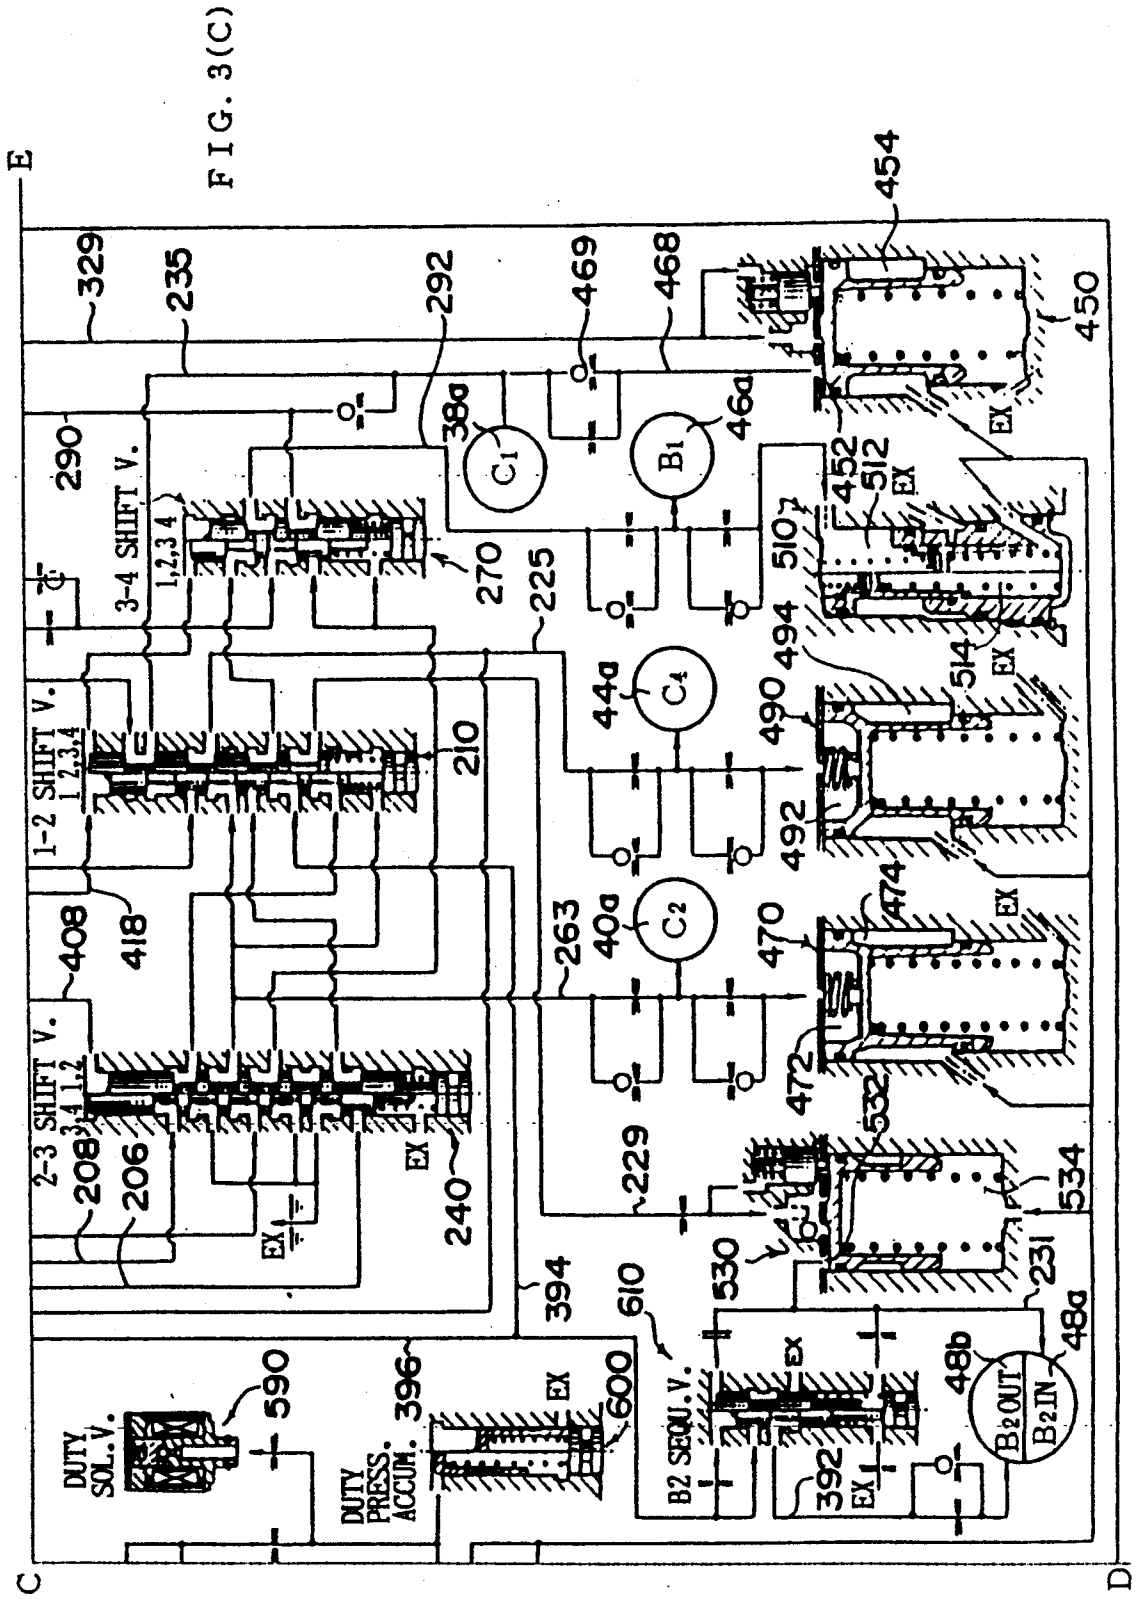 FIG. 3(C)
E
C
D
329
235
290
292
469
468
454
450
3-4 SHIFT V.
1,2,3 4
270
C1
38a
B1
46a
452
512
EX
EX
510
514
EX
225
1-2 SHIFT V.
1 2,3,4
210
C4
44a
494
490
492
418
408
C2
40a
263
474
470
472
EX
2-3 SHIFT V.
3,4 1,2
208
206
EX
EX
240
229
532
534
530
394
396
610
231
48a
48b
B2OUT
B2IN
B2 SEQU.V.
EX
392
EX
DUTY
SOL.V.
590
DUTY
PRESS.
ACCUM.
EX
600